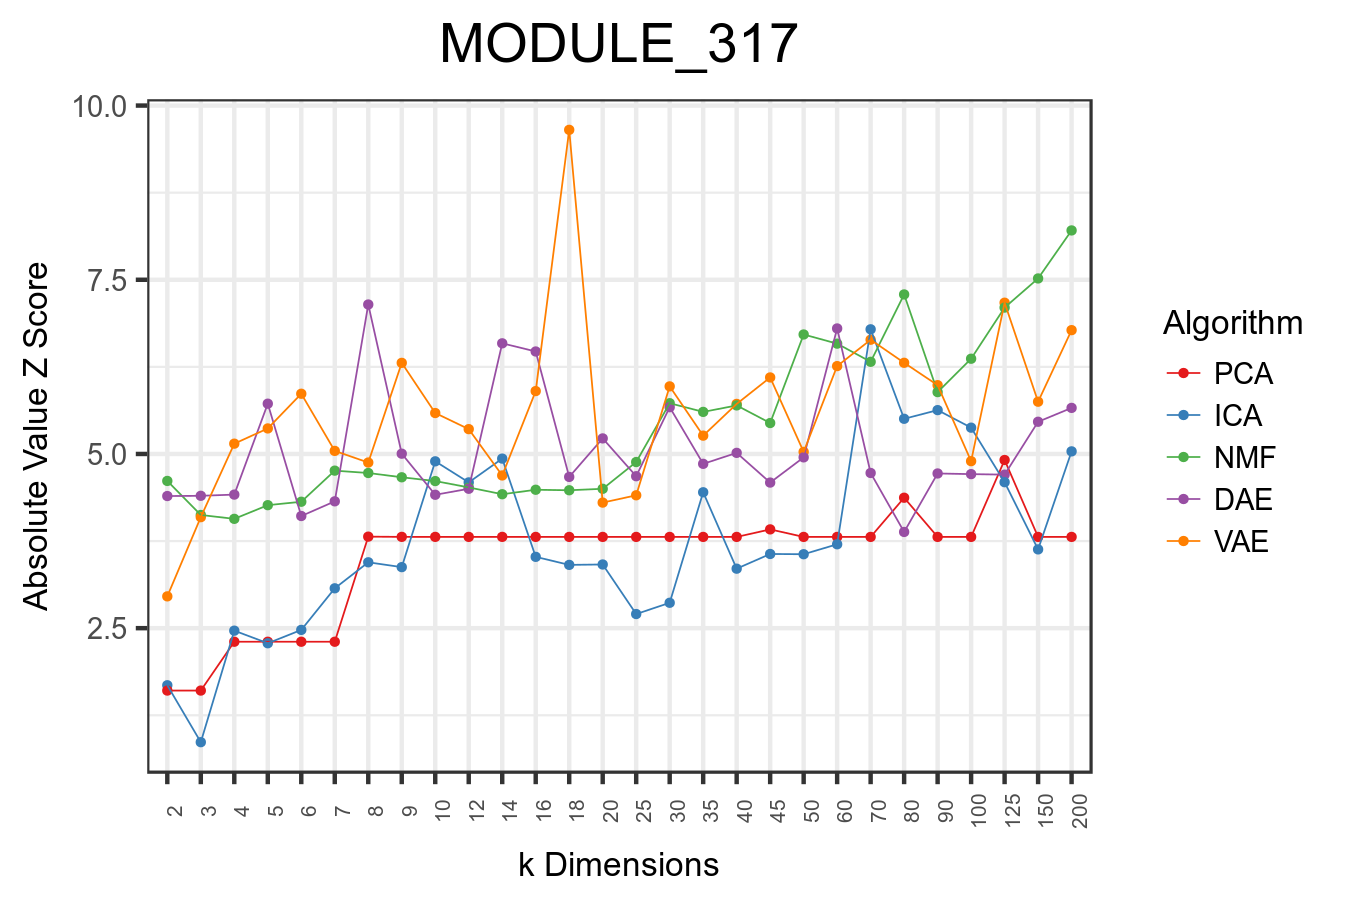 MODULE_317
Absolute Value Z Score
10.0
7.5
5.0
2.5
2 3 4 5 6 7 8 9 10 12 14 16 18 20 25 30 35 40 45 50 60 70 80 90 100 125 150 200
k Dimensions
Algorithm
PCA
ICA
NMF
DAE
VAE